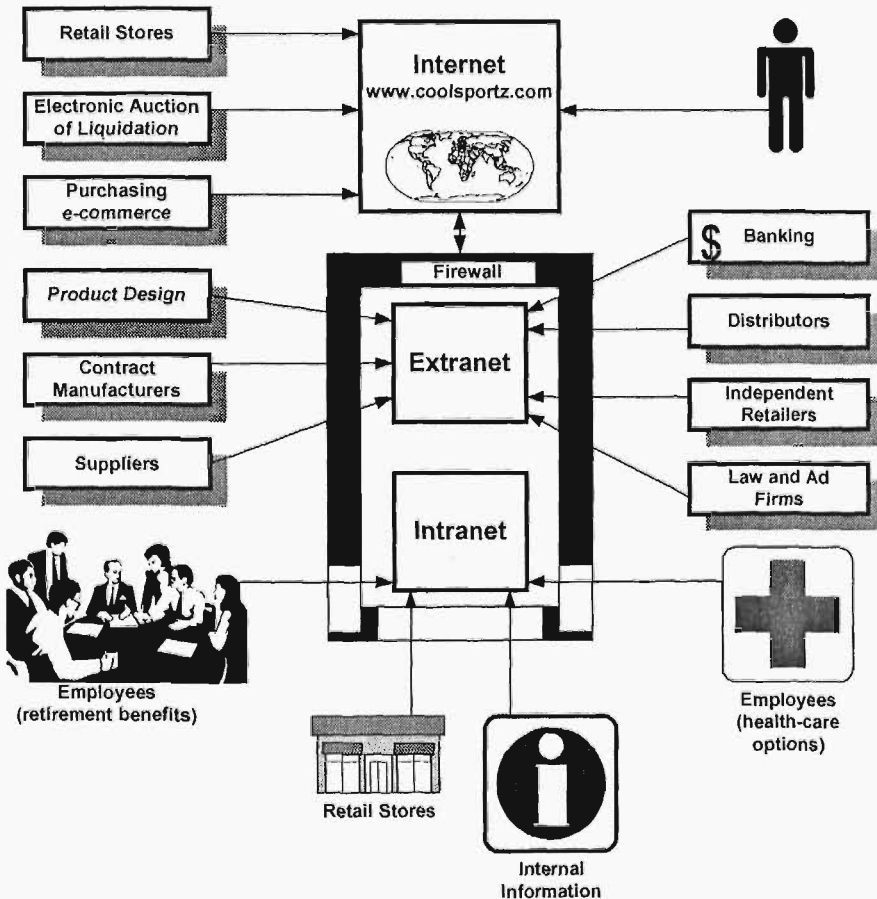 Retail Stores
Electronic Auction
of Liquidation
Purchasing
e-commerce
Internet
www.coolsportz.com
Product Design
Contract
Manufacturers
Suppliers
Firewall
Extranet
Intranet
$ Banking
Distributors
Independent
Retailers
Law and Ad
Firms
Employees
(retirement benefits)
Retail Stores
Internal
Information
Employees
(health-care
options)